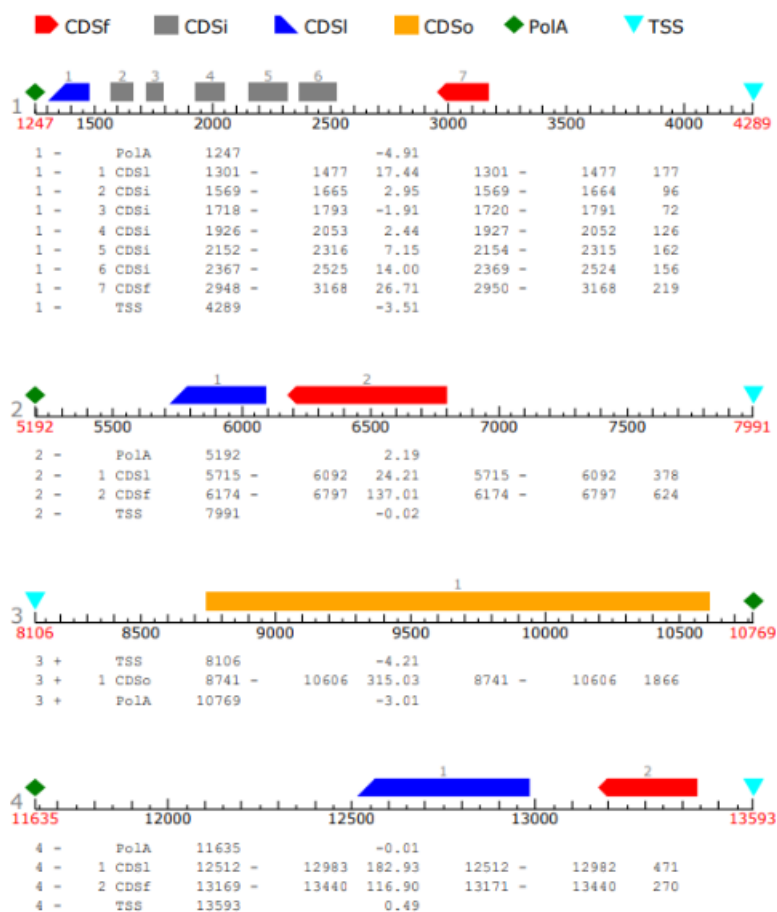 CDSf CDSi CDSl CDSo PolA TSS
1 2 3 4 5 6 7
1
1247 1500 2000 2500 3000 3500 4000 4289
1 - PolA 1247 -4.91
1 - 1 CDSl 1301 - 1477 17.44 1301 - 1477 177
1 - 2 CDSi 1569 - 1665 2.95 1569 - 1664 96
1 - 3 CDSi 1718 - 1793 -1.91 1720 - 1791 72
1 - 4 CDSi 1926 - 2053 2.44 1927 - 2052 126
1 - 5 CDSi 2152 - 2316 7.15 2154 - 2315 162
1 - 6 CDSi 2367 - 2525 14.00 2369 - 2524 156
1 - 7 CDSf 2948 - 3168 26.71 2950 - 3168 219
1 - TSS 4289 -3.51
1 2
2
5192 5500 6000 6500 7000 7500 7991
2 - PolA 5192 2.19
2 - 1 CDSl 5715 - 6092 24.21 5715 - 6092 378
2 - 2 CDSf 6174 - 6797 137.01 6174 - 6797 624
2 - TSS 7991 -0.02
1
3
8106 8500 9000 9500 10000 10500 10769
3 + TSS 8106 -4.21
3 + 1 CDSo 8741 - 10606 315.03 8741 - 10606 1866
3 + PolA 10769 -3.01
1 2
4
11635 12000 12500 13000 13593
4 - PolA 11635 -0.01
4 - 1 CDSl 12512 - 12983 182.93 12512 - 12982 471
4 - 2 CDSf 13169 - 13440 116.90 13171 - 13440 270
4 - TSS 13593 0.49